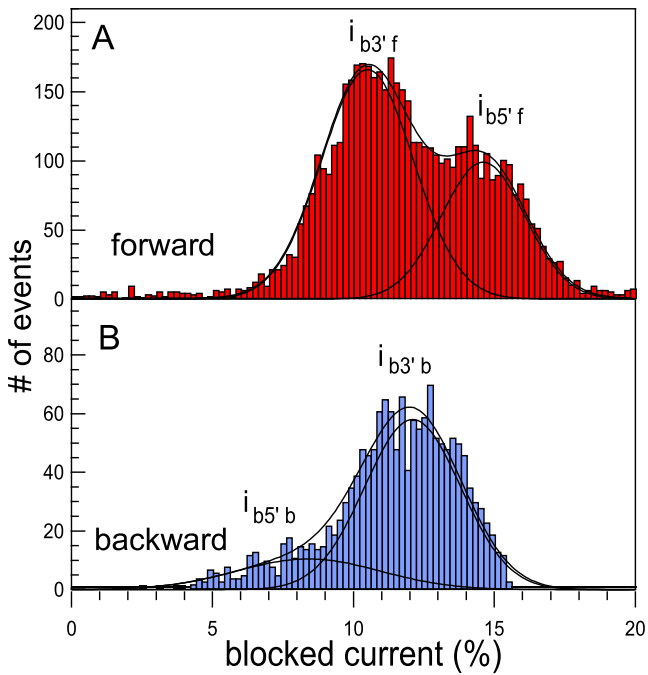 A
i b3' f
i b5' f
forward
200
150
100
50
0
B
i b3' b
i b5' b
backward
80
60
40
20
0
# of events
0 5 10 15 20
blocked current (%)